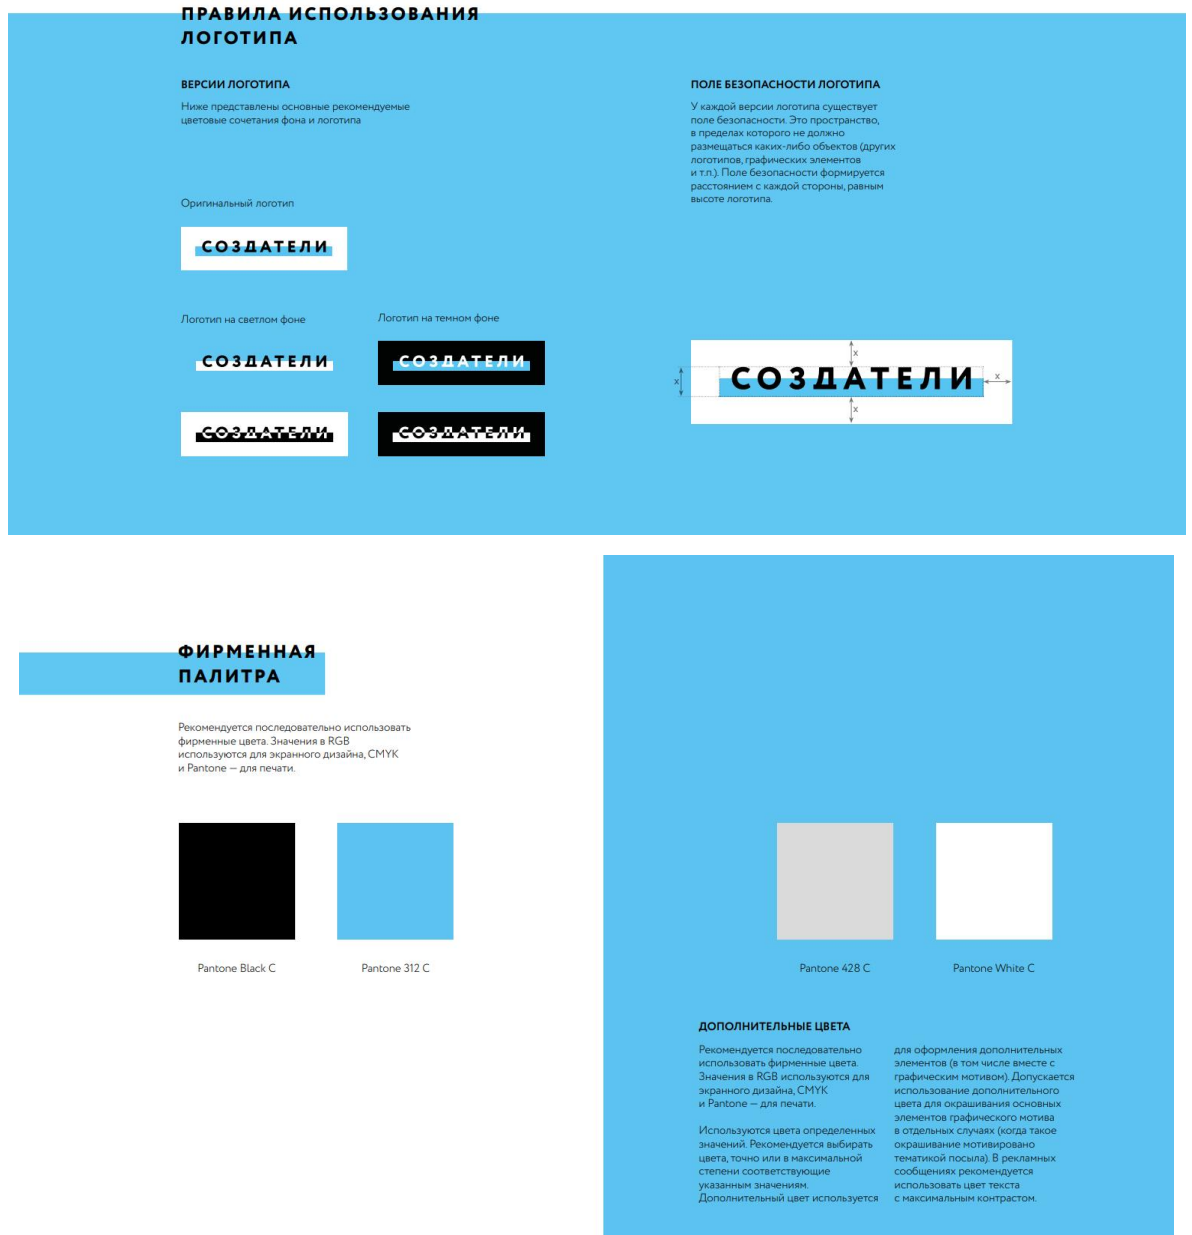 ПРАВИЛА ИСПОЛЬЗОВАНИЯ
ЛОГОТИПА
ВЕРСИИ ЛОГОТИПА
Ниже представлены основные рекомендуемые
цветовые сочетания фона и логотипа
Оригинальный логотип
СОЗДАТЕЛИ
Логотип на светлом фоне
Логотип на темном фоне
СОЗДАТЕЛИ
СОЗДАТЕЛИ
СОЗДАТЕЛИ
СОЗДАТЕЛИ
ПОЛЕ БЕЗОПАСНОСТИ ЛОГОТИПА
У каждой версии логотипа существует
поле безопасности. Это пространство,
в пределах которого не должно
размещаться каких-либо объектов (других
логотипов, графических элементов
и т.п.). Поле безопасности формируется
расстоянием с каждой стороны, равным
высоте логотипа.
x
x
СОЗДАТЕЛИ
x
x
ФИРМЕННАЯ
ПАЛИТРА
Рекомендуется последовательно использовать
фирменные цвета. Значения в RGB
используются для экранного дизайна, CMYK
и Pantone — для печати.
Pantone Black C
Pantone 312 C
Pantone 428 C
Pantone White C
ДОПОЛНИТЕЛЬНЫЕ ЦВЕТА
Рекомендуется последовательно
использовать фирменные цвета.
Значения в RGB используются для
экранного дизайна, CMYK
и Pantone — для печати.
Используются цвета определенных
значений. Рекомендуется выбирать
цвета, точно или в максимальной
степени соответствующие
указанным значениям.
Дополнительный цвет используется
для оформления дополнительных
элементов (в том числе вместе с
графическим мотивом). Допускается
использование дополнительного
цвета для окрашивания основных
элементов графического мотива
в отдельных случаях (когда такое
окрашивание мотивировано
тематикой посыла). В рекламных
сообщениях рекомендуется
использовать цвет текста
с максимальным контрастом.